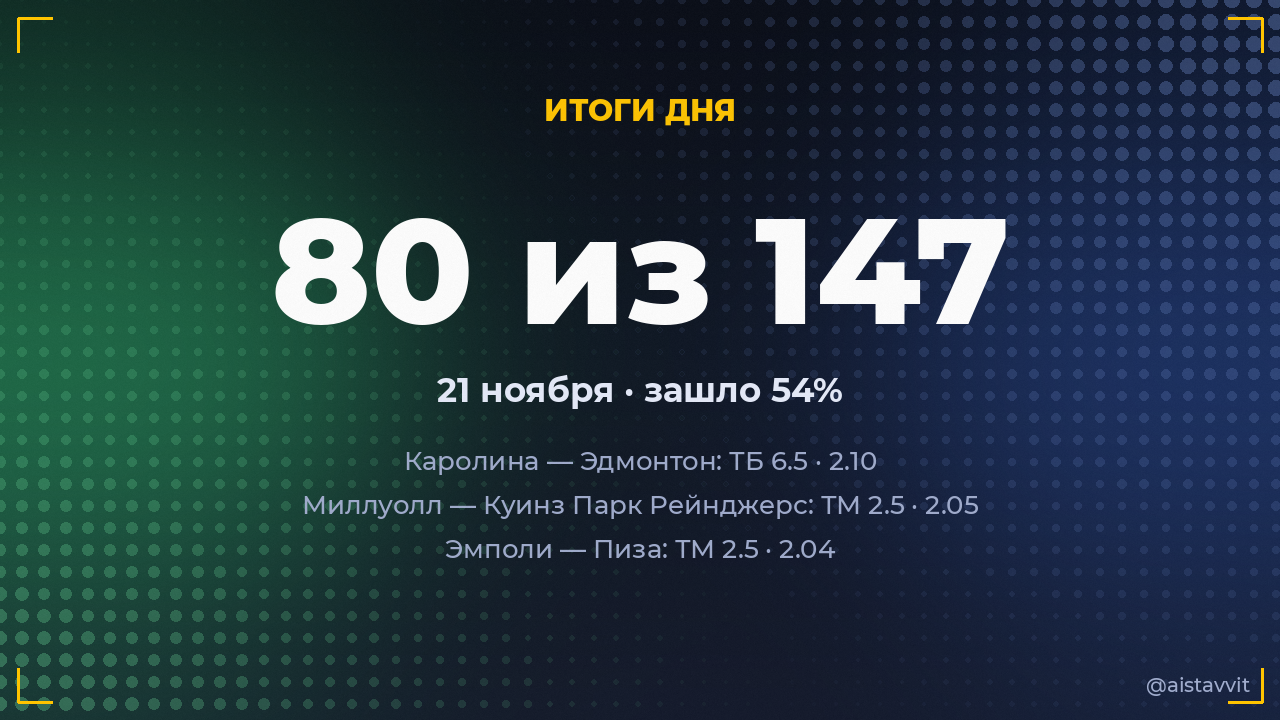 ИТОГИ ДНЯ
80 из 147
21 ноября · зашло 54%
Каролина — Эдмонтон: ТБ 6.5 · 2.10
Миллуолл — Куинз Парк Рейнджерс: ТМ 2.5 · 2.05
Эмполи — Пиза: ТМ 2.5 · 2.04
@aistavvit